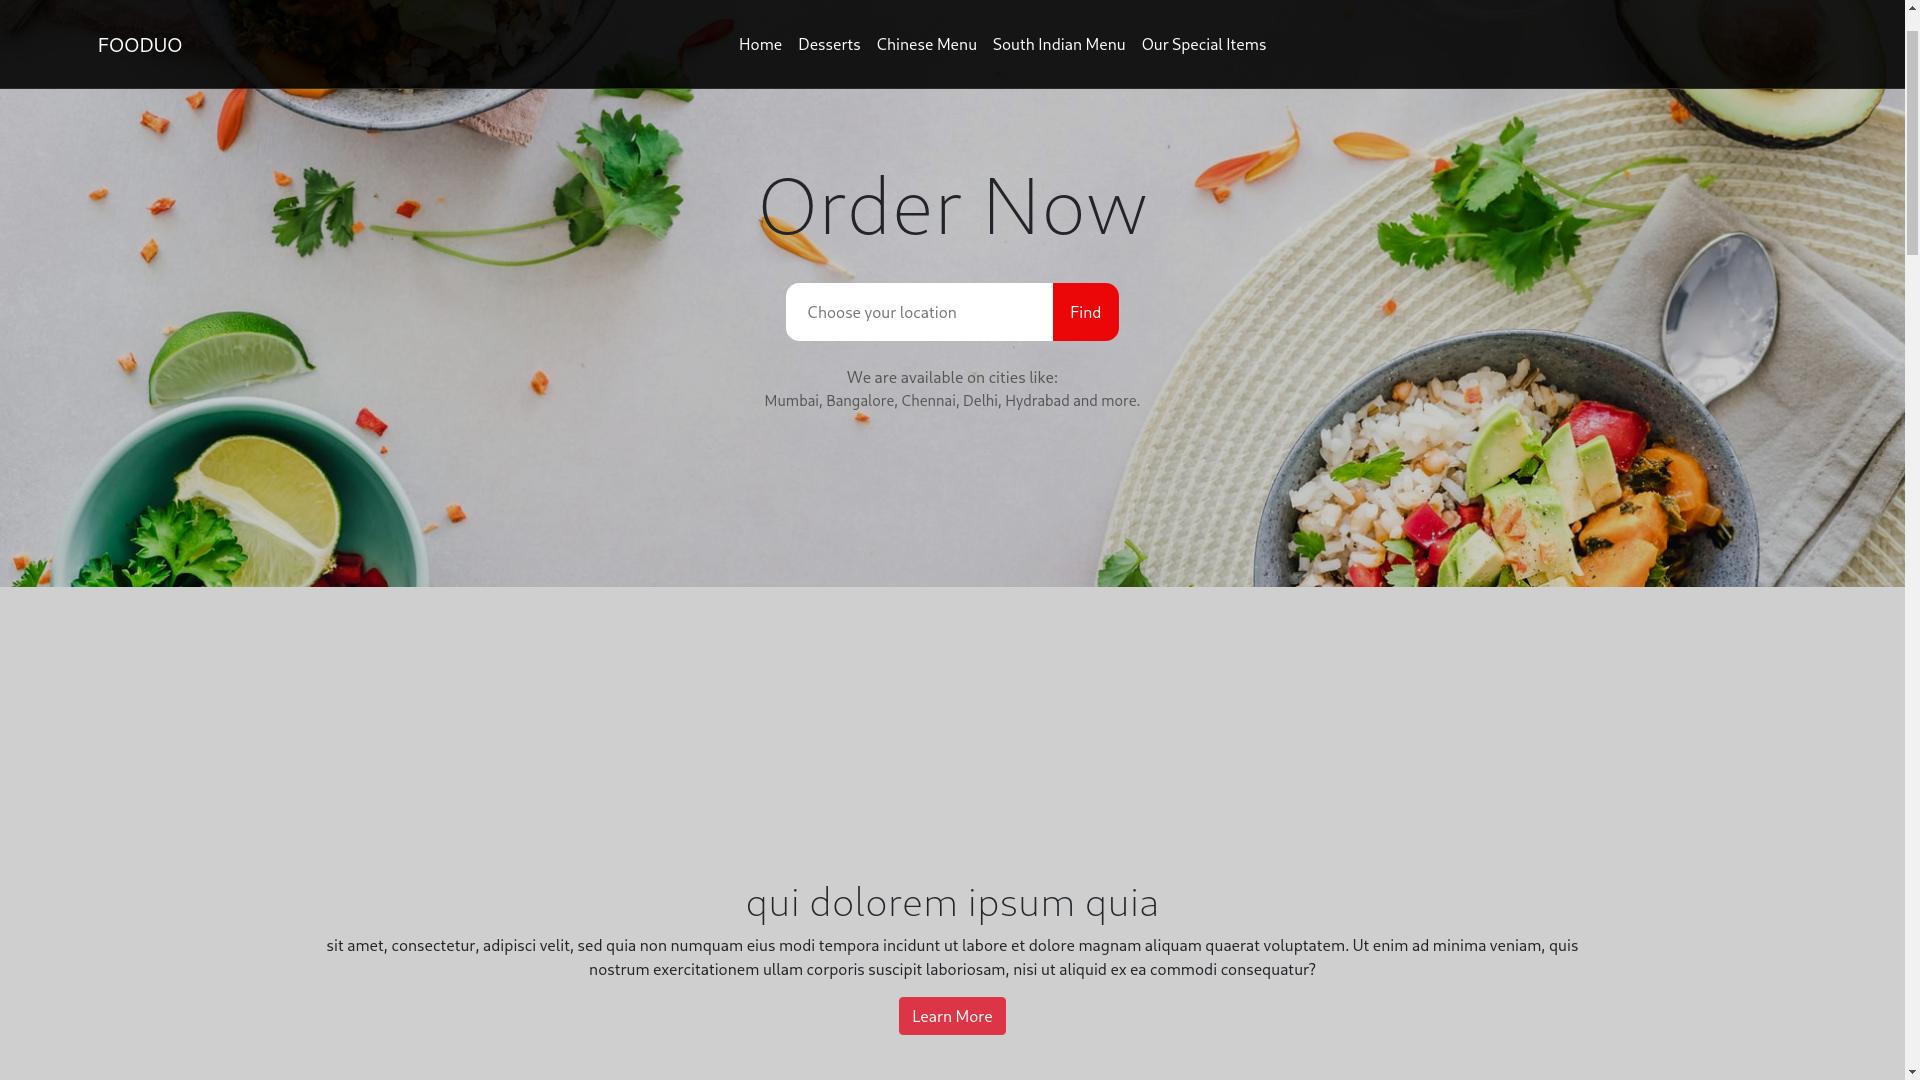 FOODUO
Home Desserts Chinese Menu South Indian Menu Our Special Items
Order Now
Choose your location Find
We are available on cities like:
Mumbai, Bangalore, Chennai, Delhi, Hydrabad and more.
qui dolorem ipsum quia
sit amet, consectetur, adipisci velit, sed quia non numquam eius modi tempora incidunt ut labore et dolore magnam aliquam quaerat voluptatem. Ut enim ad minima veniam, quis
nostrum exercitationem ullam corporis suscipit laboriosam, nisi ut aliquid ex ea commodi consequatur?
Learn More